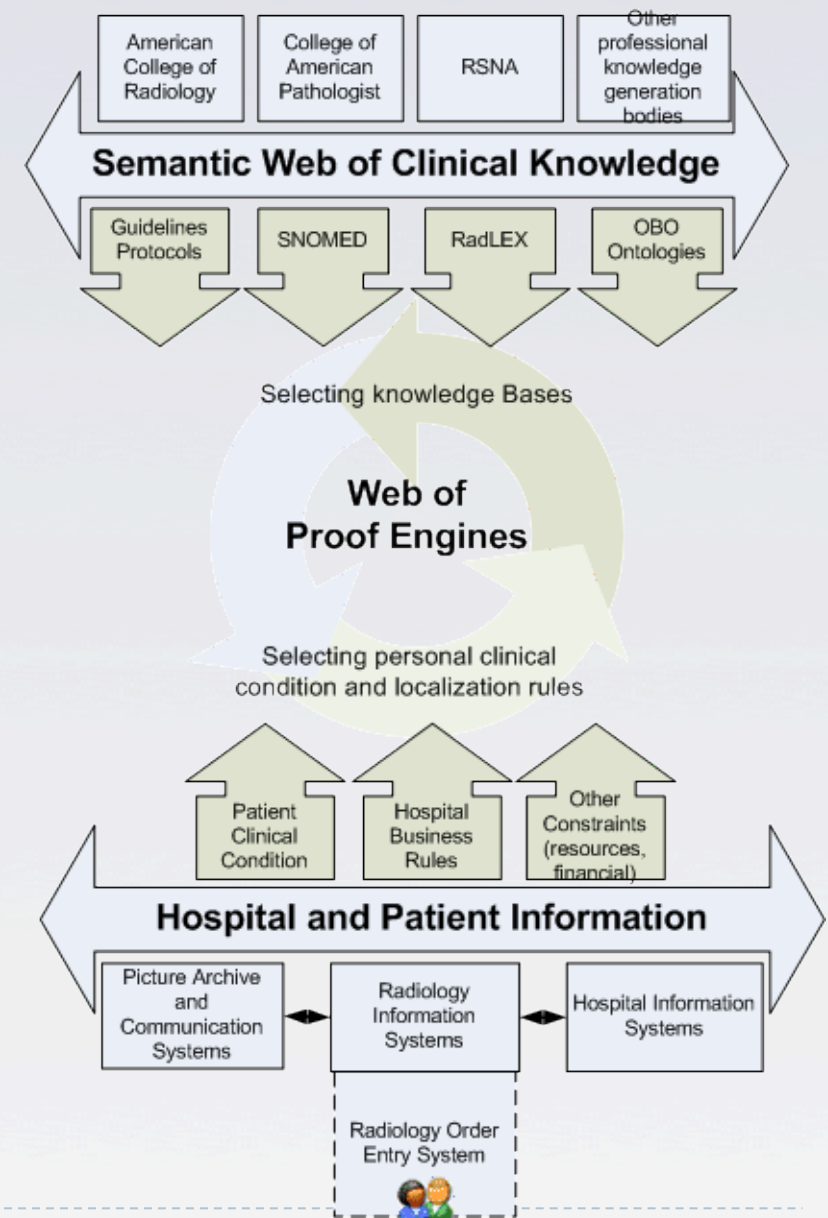 American
College of
Radiology
College of
American
Pathologist
RSNA
Other
professional
knowledge
generation
bodies
Semantic Web of Clinical Knowledge
Guidelines
Protocols
SNOMED
RadLEX
OBO
Ontologies
Selecting knowledge Bases
Web of
Proof Engines
Selecting personal clinical
condition and localization rules
Patient
Clinical
Condition
Hospital
Business
Rules
Other
Constraints
(resources,
financial)
Hospital and Patient Information
Picture Archive
and
Communication
Systems
Radiology
Information
Systems
Hospital Information
Systems
Radiology Order
Entry System